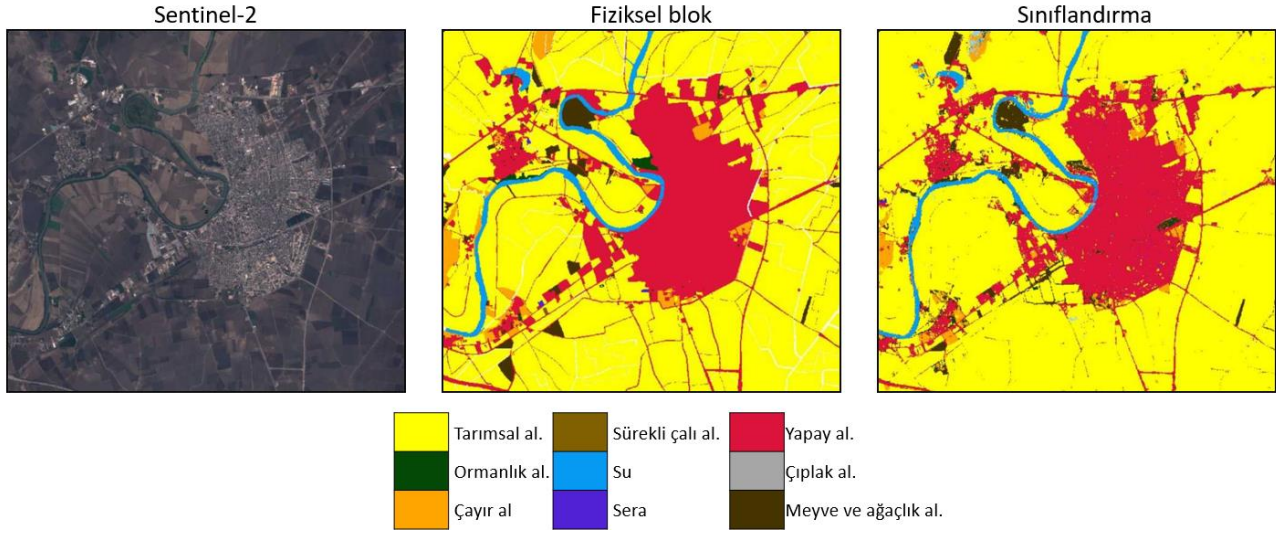 Sentinel-2
Fiziksel blok
Sınıflandırma
Tarımsal al.
Sürekli çalı al.
Yapay al.
Ormanlık al.
Su
Çıplak al.
Çayır al
Sera
Meyve ve ağaçlık al.